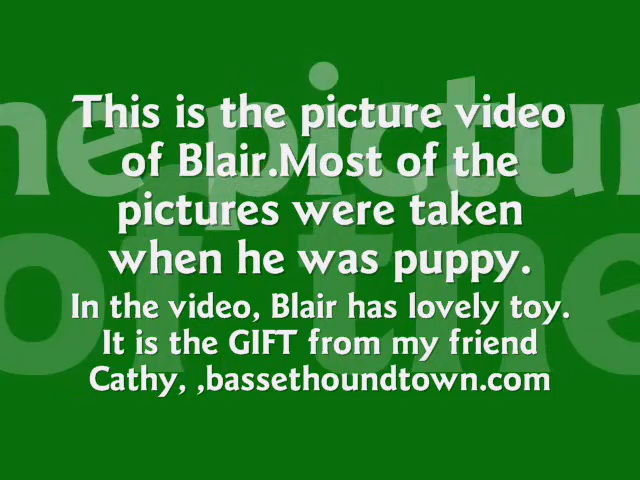 This is the picture video
of Blair.Most of the
pictures were taken
when he was puppy.
In the video, Blair has lovely toy.
It is the GIFT from my friend
Cathy, ,bassethoundtown.com